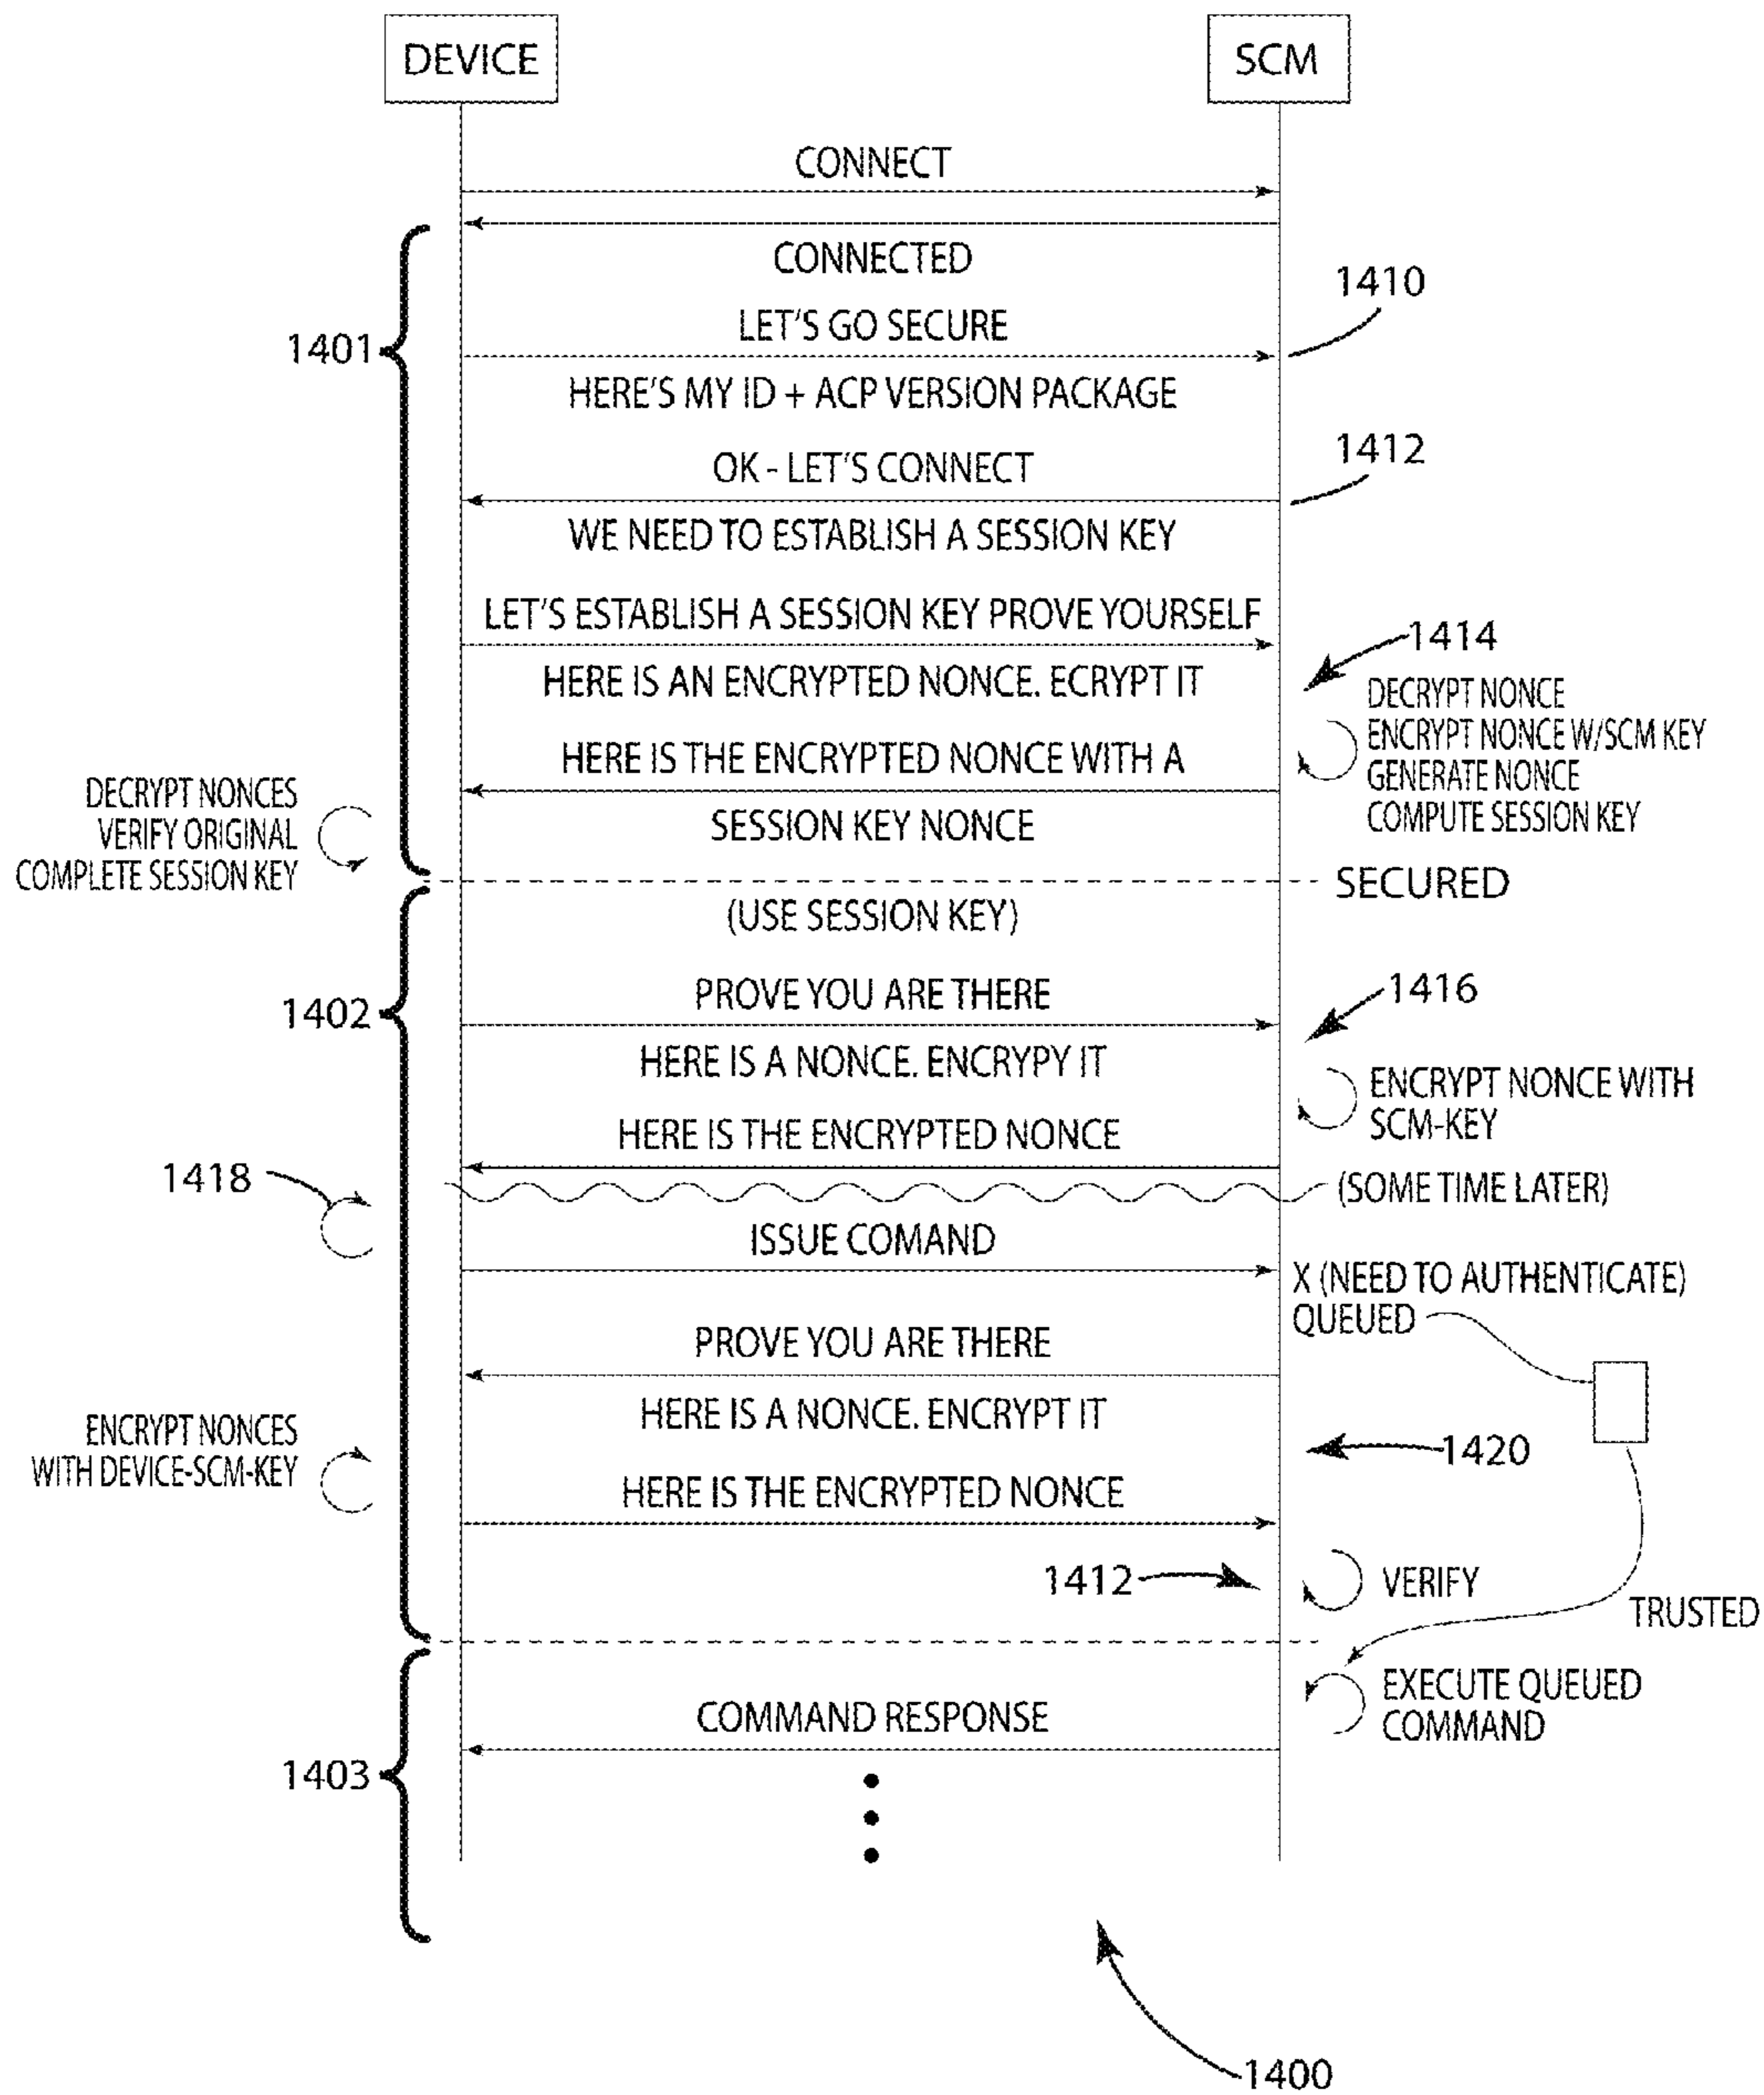 DEVICE
SCM
CONNECT
CONNECTED
1410
1401
LET'S GO SECURE
HERE'S MY ID + ACP VERSION PACKAGE
1412
OK - LET'S CONNECT
WE NEED TO ESTABLISH A SESSION KEY
LET'S ESTABLISH A SESSION KEY PROVE YOURSELF
1414
HERE IS AN ENCRYPTED NONCE. ECRYPT IT
DECRYPT NONCE
ENCRYPT NONCE W/SCM KEY
GENERATE NONCE
COMPUTE SESSION KEY
HERE IS THE ENCRYPTED NONCE WITH A
SESSION KEY NONCE
DECRYPT NONCES
VERIFY ORIGINAL
COMPLETE SESSION KEY
SECURED
(USE SESSION KEY)
1402
PROVE YOU ARE THERE
1416
HERE IS A NONCE. ENCRYPY IT
ENCRYPT NONCE WITH
SCM-KEY
HERE IS THE ENCRYPTED NONCE
1418
(SOME TIME LATER)
ISSUE COMAND
X (NEED TO AUTHENTICATE)
QUEUED
PROVE YOU ARE THERE
HERE IS A NONCE. ENCRYPT IT
1420
ENCRYPT NONCES
WITH DEVICE-SCM-KEY
HERE IS THE ENCRYPTED NONCE
1412
VERIFY
TRUSTED
EXECUTE QUEUED
COMMAND
COMMAND RESPONSE
1403
1400